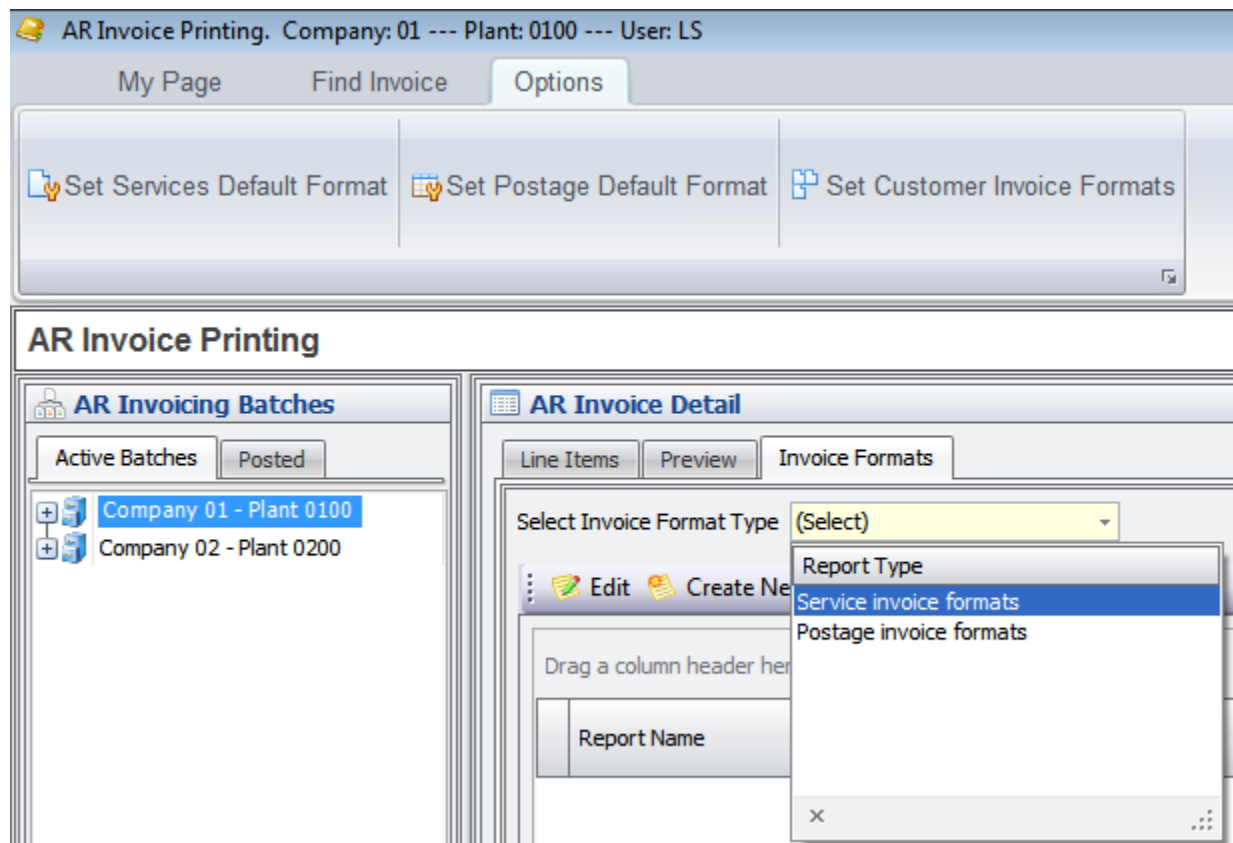 AR Invoice Printing. Company: 01 --- Plant: 0100 --- User: LS
My Page Find Invoice Options
Set Services Default Format Set Postage Default Format Set Customer Invoice Formats
AR Invoice Printing
AR Invoicing Batches
Active Batches Posted
Company 01 - Plant 0100
Company 02 - Plant 0200
AR Invoice Detail
Line Items Preview Invoice Formats
Select Invoice Format Type (Select)
Edit Create Ne
Report Type
Service invoice formats
Postage invoice formats
Drag a column header her
Report Name